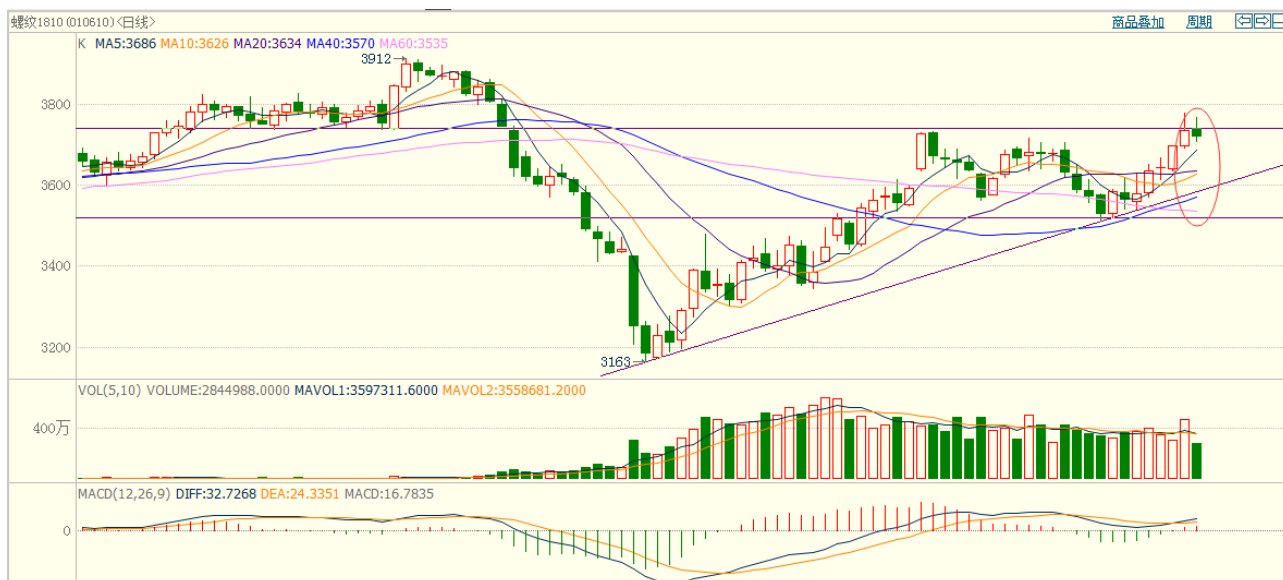 螺纹1810 (010610)<日线> 商品叠加 周期
K MA5:3686 MA10:3626 MA20:3634 MA40:3570 MA60:3535
3912→
3800
3600
3400
3200
3163→
VOL(5,10) VOLUME:2844988.0000 MAVOL1:3597311.6000 MAVOL2:3558681.2000
400万
MACD(12,26,9) DIFF:32.7268 DEA:24.3351 MACD:16.7835
0